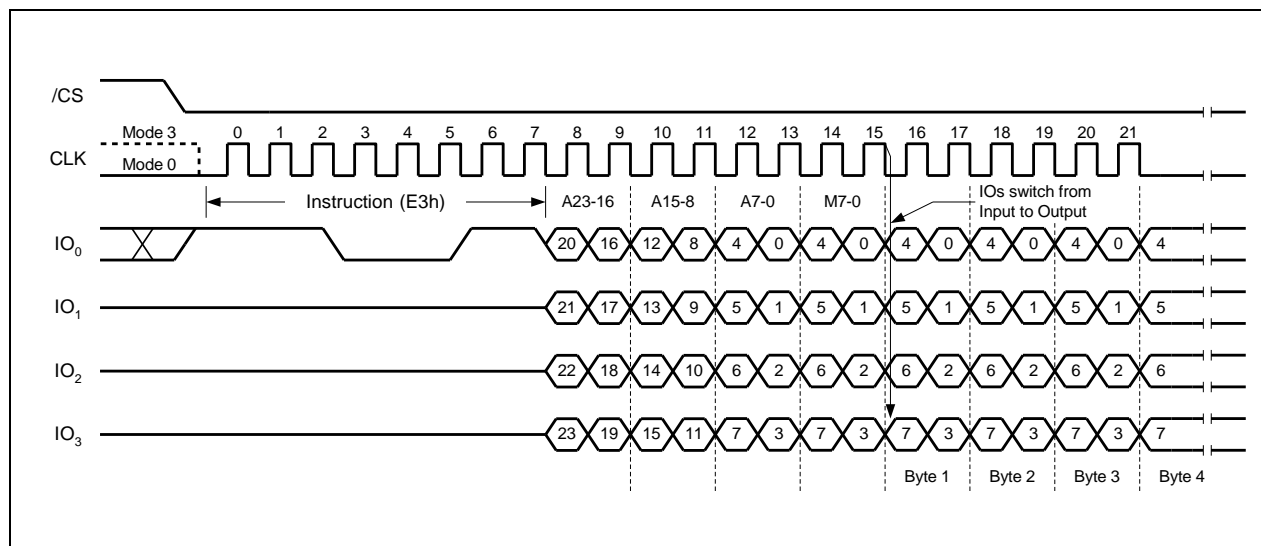 /CS
Mode 3
0 1 2 3 4 5 6 7 8 9 10 11 12 13 14 15 16 17 18 19 20 21
CLK
Mode 0
Instruction (E3h) A23-16 A15-8 A7-0 M7-0
IOs switch from
Input to Output
IO0 20 16 12 8 4 0 4 0 4 0 4 0 4 0 4
IO1 21 17 13 9 5 1 5 1 5 1 5 1 5 1 5
IO2 22 18 14 10 6 2 6 2 6 2 6 2 6 2 6
IO3 23 19 15 11 7 3 7 3 7 3 7 3 7 3 7
Byte 1 Byte 2 Byte 3 Byte 4